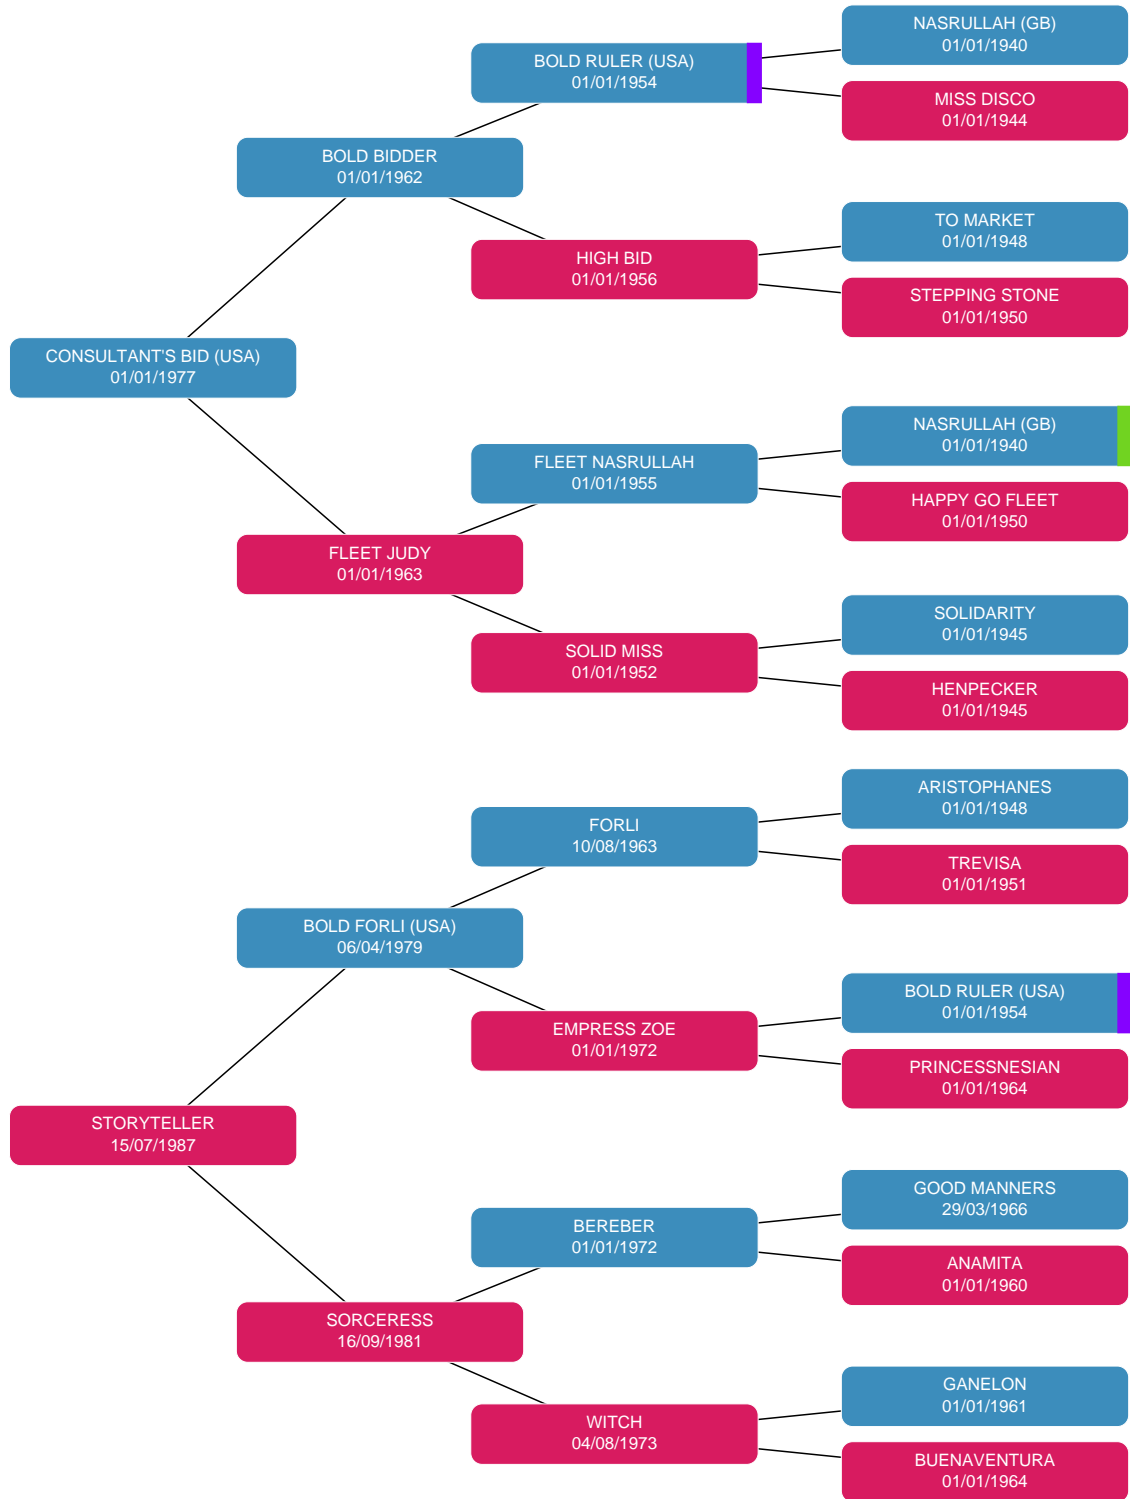 NASRULLAH (GB)
01/01/1940
BOLD RULER (USA)
01/01/1954
MISS DISCO
01/01/1944
BOLD BIDDER
01/01/1962
TO MARKET
01/01/1948
HIGH BID
01/01/1956
STEPPING STONE
01/01/1950
CONSULTANT'S BID (USA)
01/01/1977
NASRULLAH (GB)
01/01/1940
FLEET NASRULLAH
01/01/1955
HAPPY GO FLEET
01/01/1950
FLEET JUDY
01/01/1963
SOLIDARITY
01/01/1945
SOLID MISS
01/01/1952
HENPECKER
01/01/1945
ARISTOPHANES
01/01/1948
FORLI
10/08/1963
TREVISA
01/01/1951
BOLD FORLI (USA)
06/04/1979
BOLD RULER (USA)
01/01/1954
EMPRESS ZOE
01/01/1972
PRINCESSNESIAN
01/01/1964
STORYTELLER
15/07/1987
GOOD MANNERS
29/03/1966
BEREBER
01/01/1972
ANAMITA
01/01/1960
SORCERESS
16/09/1981
GANELON
01/01/1961
WITCH
04/08/1973
BUENAVENTURA
01/01/1964